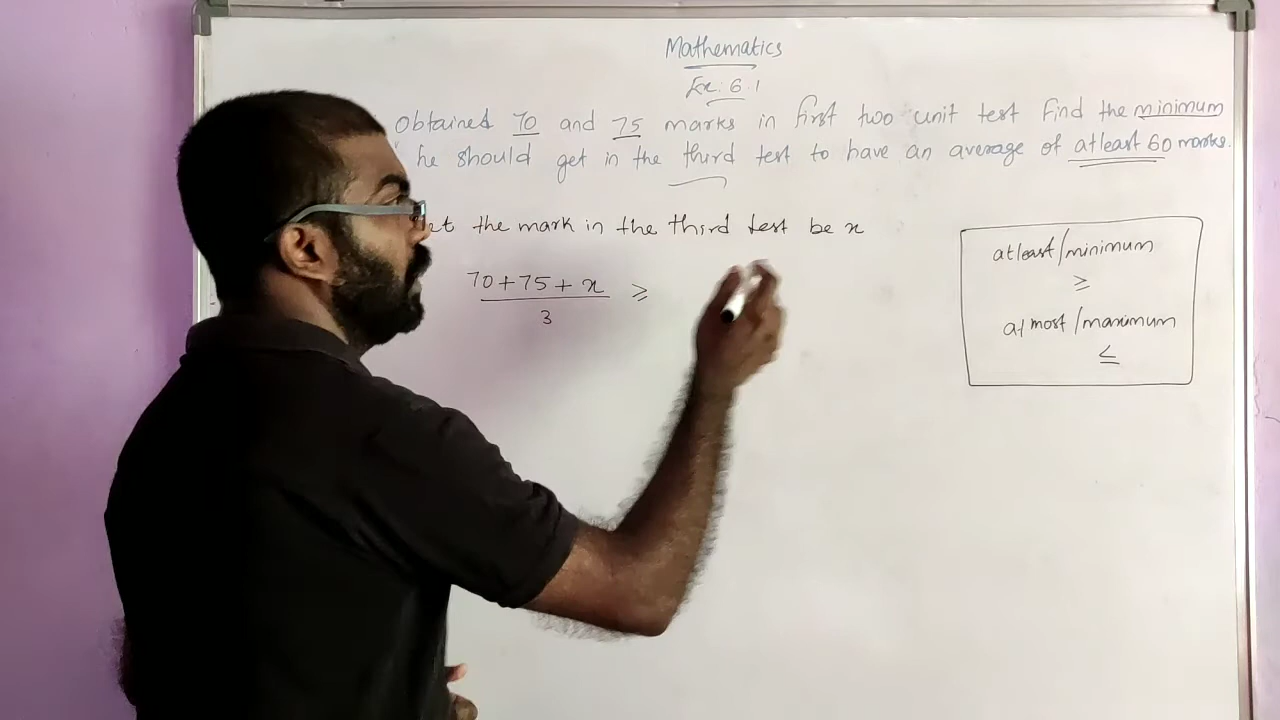 Mathematics
Ex: 6.1
Obtained 70 and 75 marks in first two unit test Find the minimum
he should get in the third test to have an average of atleast 60 marks.
the mark in the third test be x
70+75+x ≥
3
atleast/minimum
≥
atmost/maximum
≤